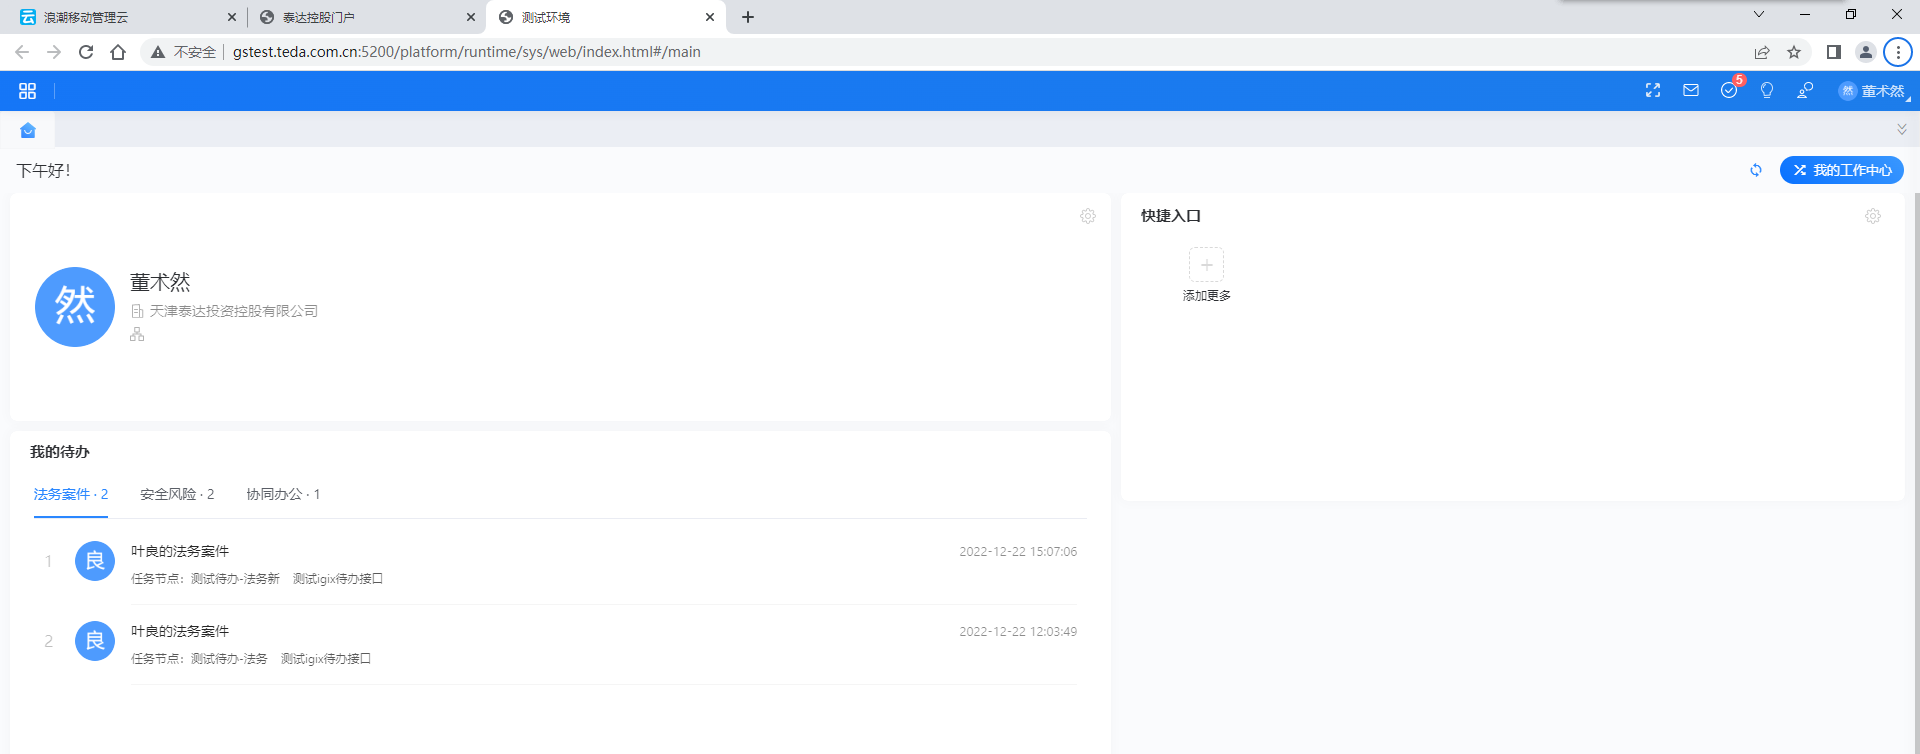 浪潮移动管理云
泰达控股门户
测试环境
不安全
gstest.teda.com.cn:5200/platform/runtime/sys/web/index.html#/main
5
然 董术然
下午好!
我的工作中心
然
董术然
天津泰达投资控股有限公司
快捷入口
添加更多
我的待办
法务案件 · 2
安全风险 · 2
协同办公 · 1
1
良
叶良的法务案件
2022-12-22 15:07:06
任务节点：测试待办-法务新 测试igix待办接口
2
良
叶良的法务案件
2022-12-22 12:03:49
任务节点：测试待办-法务 测试igix待办接口